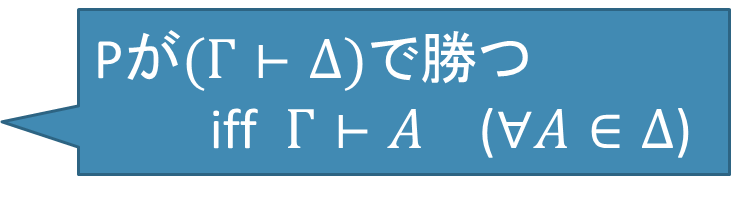 Pが(Γ ⊢ Δ)で勝つ
iff Γ ⊢ A (∀A ∈ Δ)